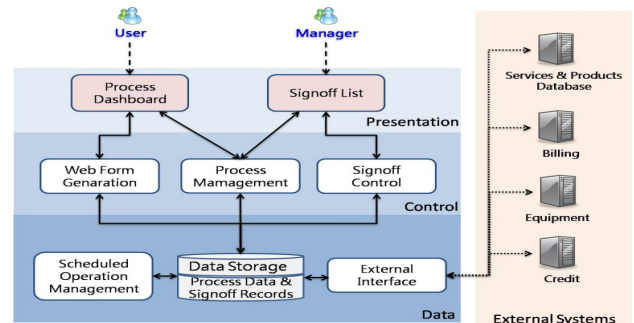 User
Manager
Process
Dashboard
Signoff List
Presentation
Web Form
Genaration
Process
Management
Signoff
Control
Control
Scheduled
Operation
Management
Data Storage
Process Data &
Signoff Records
External
Interface
Data
Services & Products
Database
Billing
Equipment
Credit
External Systems